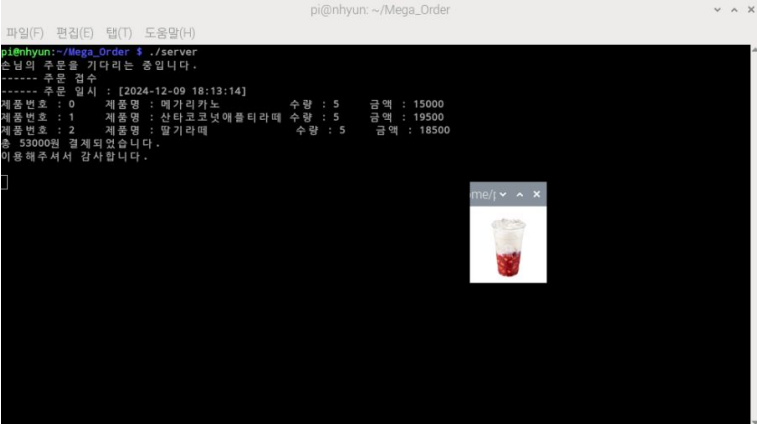 pi@nhyun: ~/Mega_Order
파일(F) 편집(E) 탭(T) 도움말(H)
pi@nhyun:~/Mega_Order $ ./server
손님의 주문을 기다리는 중입니다.
------ 주문 접수
------ 주문 일시 : [2024-12-09 18:13:14]
제품번호 : 0 제품명 : 메가리카노 수량 : 5 금액 : 15000
제품번호 : 1 제품명 : 산타코코넛애플티라떼 수량 : 5 금액 : 19500
제품번호 : 2 제품명 : 딸기라떼 수량 : 5 금액 : 18500
총 53000원 결제되었습니다.
이용해주셔서 감사합니다.
ome/p